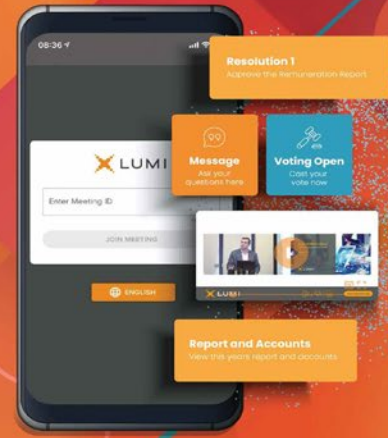 08:36
Resolution 1
Approve the Remuneration Report
LUMI
Message
Ask your
questions here
Voting Open
Cast your
vote now
Enter Meeting ID
JOIN MEETING
ENGLISH
LUMI
Report and Accounts
View this years report and accounts